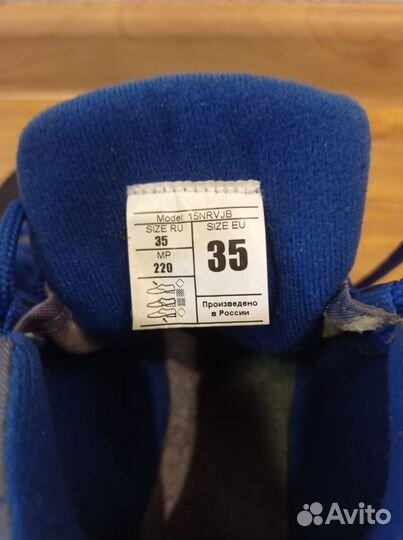 Model: 15NRVJB
SIZE RU
35
MP
220
SIZE EU
35
Произведено
в России
Avito